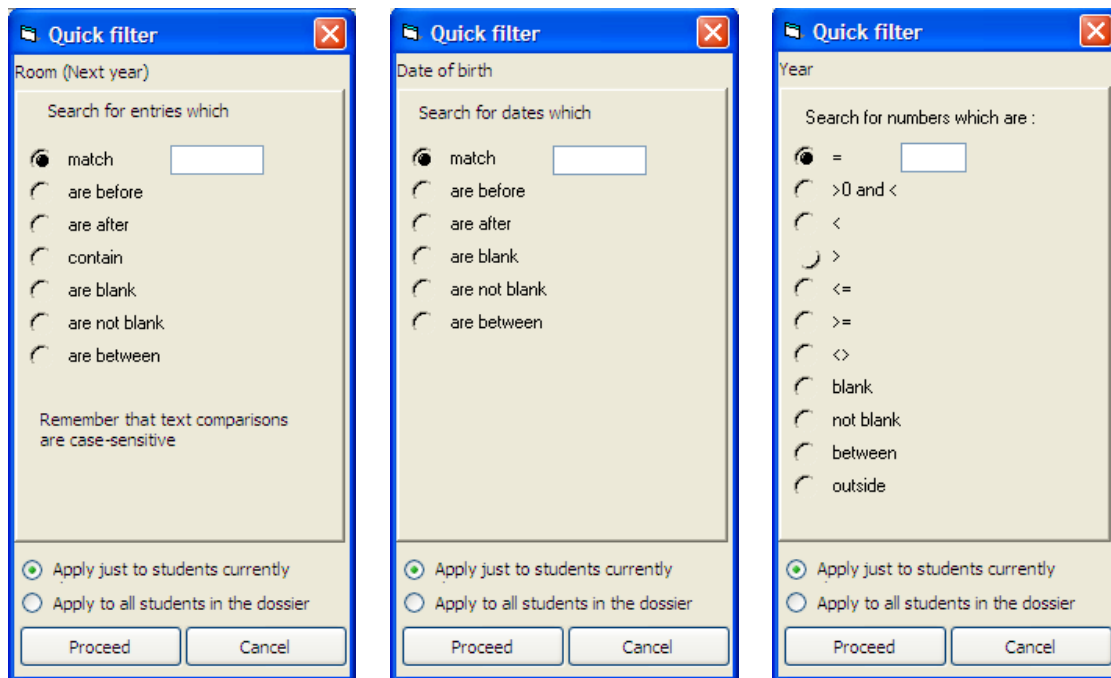 Quick filter
Room (Next year)
Search for entries which
match
are before
are after
contain
are blank
are not blank
are between
Remember that text comparisons
are case-sensitive
Apply just to students currently
Apply to all students in the dossier
Proceed Cancel
Quick filter
Date of birth
Search for dates which
match
are before
are after
are blank
are not blank
are between
Apply just to students currently
Apply to all students in the dossier
Proceed Cancel
Quick filter
Year
Search for numbers which are :
=
>0 and <
<
>
<=
>=
<>
blank
not blank
between
outside
Apply just to students currently
Apply to all students in the dossier
Proceed Cancel